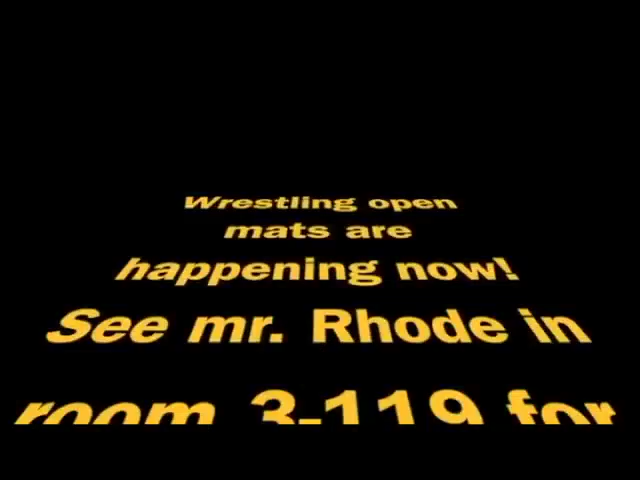 Wrestling open
mats are
happening now!
See mr. Rhode in
room 3-119 for